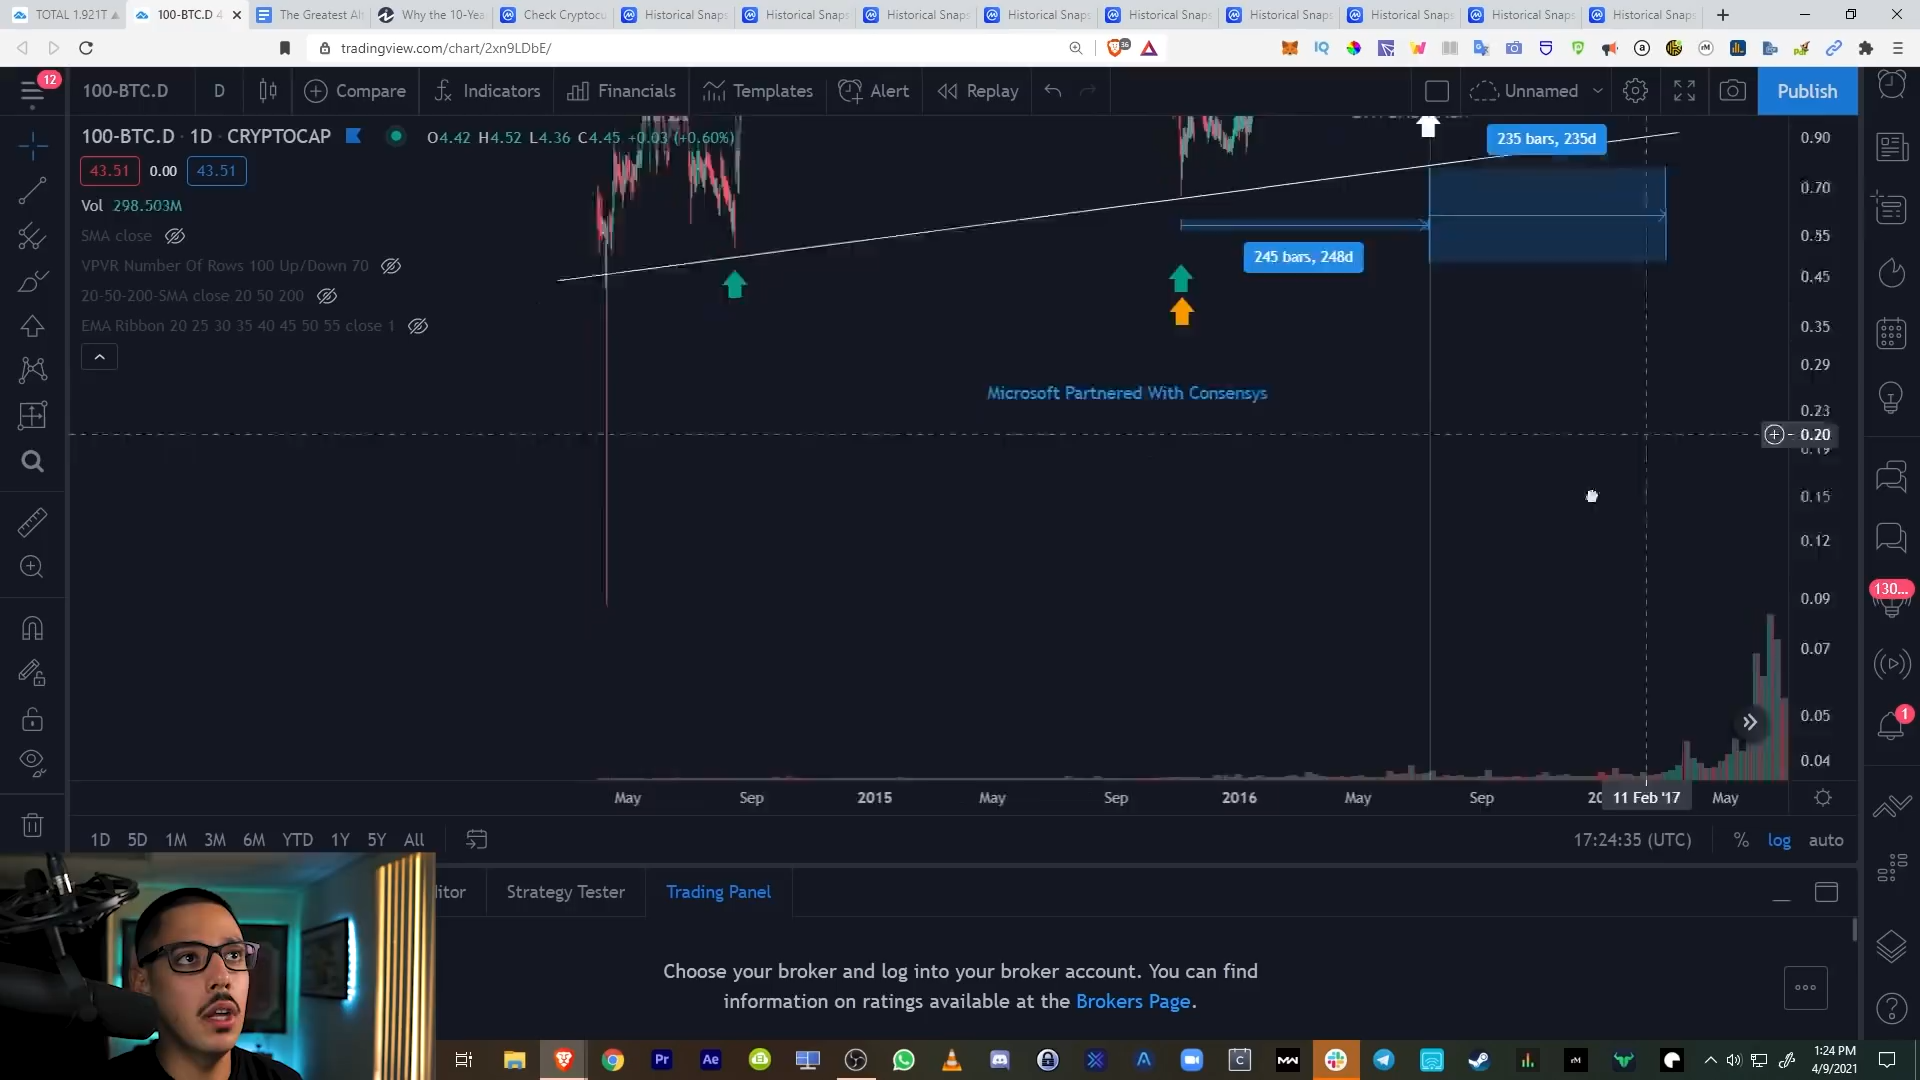 TOTAL 1.921T
100-BTC.D 4
The Greatest Al
Why the 10-Yea
Check Cryptocu
Historical Snaps
Historical Snaps
Historical Snaps
Historical Snaps
Historical Snaps
Historical Snaps
Historical Snaps
Historical Snaps
Historical Snaps
tradingview.com/chart/2xn9LDbE/
36
12
100-BTC.D
D
Compare
Indicators
Financials
Templates
Alert
Replay
Unnamed
Publish
100-BTC.D · 1D · CRYPTOCAP
O4.42 H4.52 L4.36 C4.45 +0.03 (+0.60%)
43.51 0.00 43.51
Vol 298.503M
SMA close
VPVR Number Of Rows 100 Up/Down 70
20-50-200-SMA close 20 50 200
EMA Ribbon 20 25 30 35 40 45 50 55 close 1
235 bars, 235d
245 bars, 248d
Microsoft Partnered With Consensys
0.90
0.70
0.55
0.45
0.35
0.29
0.23
0.20
0.19
0.15
0.12
0.09
0.07
0.05
0.04
130...
1
May
Sep
2015
May
Sep
2016
May
Sep
20
11 Feb '17
May
1D 5D 1M 3M 6M YTD 1Y 5Y All
17:24:35 (UTC)
%
log
auto
itor
Strategy Tester
Trading Panel
Choose your broker and log into your broker account. You can find
information on ratings available at the Brokers Page.
Pr
Ae
rM
1:24 PM
4/9/2021